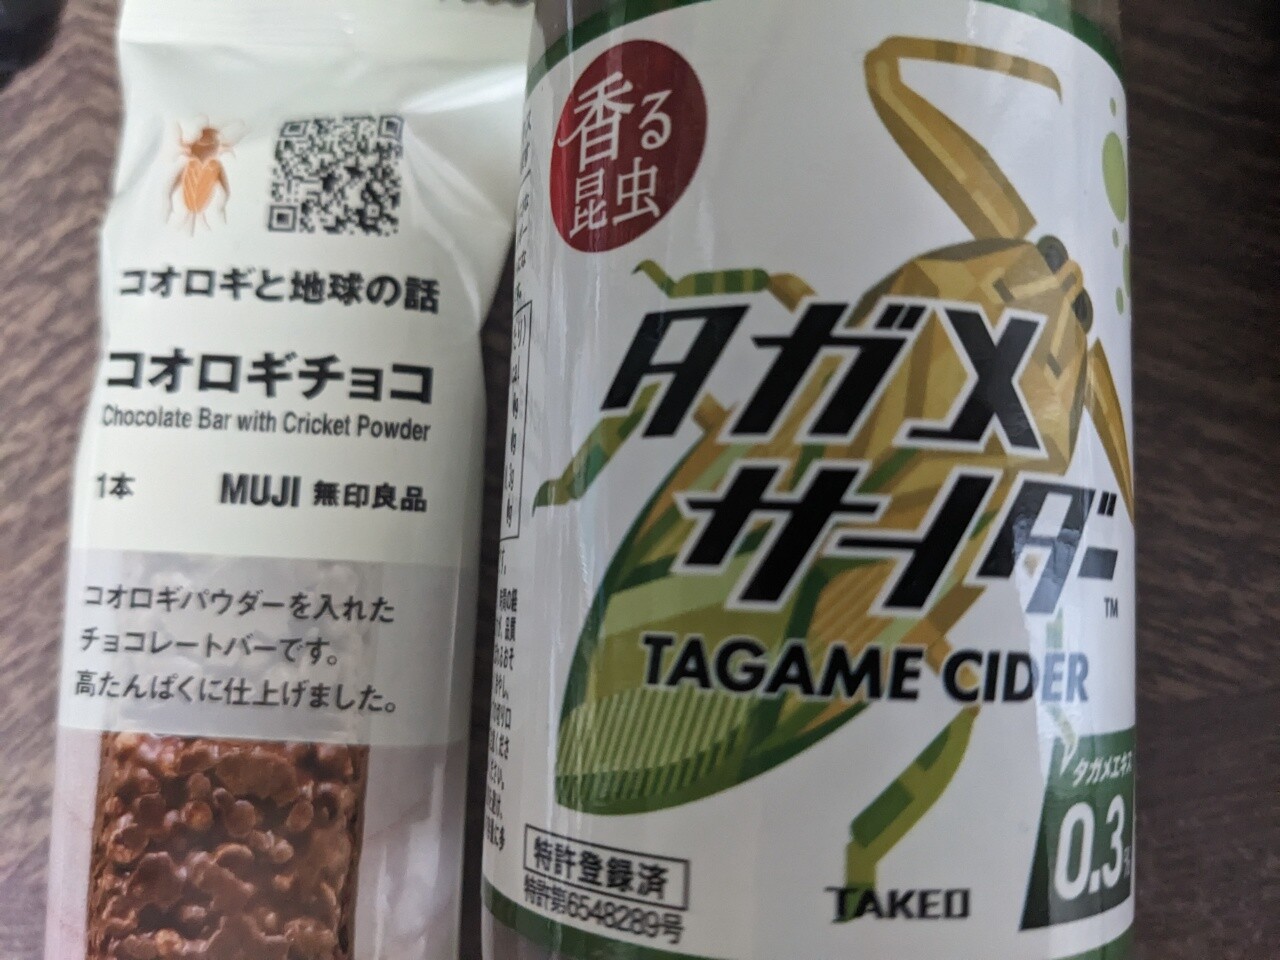 コオロギと地球の話
コオロギチョコ
Chocolate Bar with Cricket Powder
1本 MUJI 無印良品
コオロギパウダーを入れた
チョコレートバーです。
高たんぱくに仕上げました。
香る
昆虫
タガメ
サイダー™
TAGAME CIDER
タガメエキス
0.3%
特許登録済
特許第6548289号
TAKEO